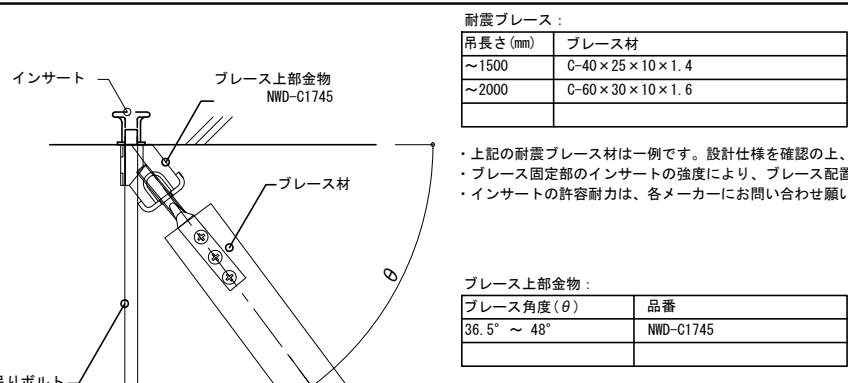 耐震ブレース：
吊長さ(mm) ブレース材
～1500 C-40×25×10×1.4
～2000 C-60×30×10×1.6
インサート
ブレース上部金物
NWD-C1745
・上記の耐震ブレース材は一例です。設計仕様を確認の上、
・ブレース固定部のインサートの強度により、ブレース配置
・インサートの許容耐力は、各メーカーにお問い合わせ願い
ブレース材
θ
ブレース上部金物：
ブレース角度(θ) 品番
36.5° ～ 48° NWD-C1745
吊りボルト